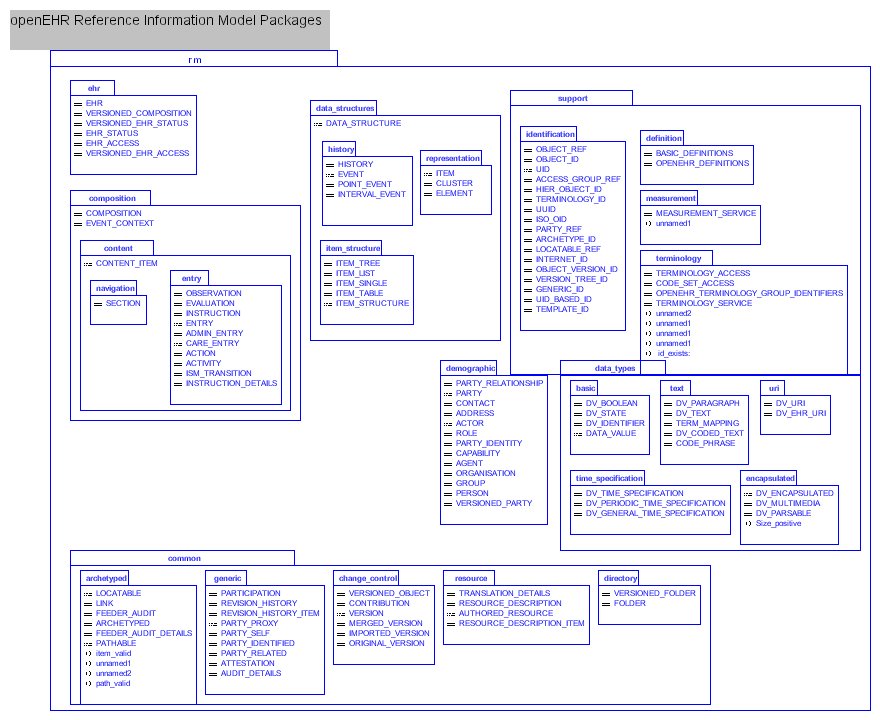 openEHR Reference Information Model Packages
rm
ehr
EHR
VERSIONED_COMPOSITION
VERSIONED_EHR_STATUS
EHR_STATUS
EHR_ACCESS
VERSIONED_EHR_ACCESS
composition
COMPOSITION
EVENT_CONTEXT
content
CONTENT_ITEM
navigation
SECTION
entry
OBSERVATION
EVALUATION
INSTRUCTION
ENTRY
ADMIN_ENTRY
CARE_ENTRY
ACTION
ACTIVITY
ISM_TRANSITION
INSTRUCTION_DETAILS
data_structures
DATA_STRUCTURE
history
HISTORY
EVENT
POINT_EVENT
INTERVAL_EVENT
representation
ITEM
CLUSTER
ELEMENT
item_structure
ITEM_TREE
ITEM_LIST
ITEM_SINGLE
ITEM_TABLE
ITEM_STRUCTURE
support
identification
OBJECT_REF
OBJECT_ID
UID
ACCESS_GROUP_REF
HIER_OBJECT_ID
TERMINOLOGY_ID
UUID
ISO_OID
PARTY_REF
ARCHETYPE_ID
LOCATABLE_REF
INTERNET_ID
OBJECT_VERSION_ID
VERSION_TREE_ID
GENERIC_ID
UID_BASED_ID
TEMPLATE_ID
definition
BASIC_DEFINITIONS
OPENEHR_DEFINITIONS
measurement
MEASUREMENT_SERVICE
unnamed1
terminology
TERMINOLOGY_ACCESS
CODE_SET_ACCESS
OPENEHR_TERMINOLOGY_GROUP_IDENTIFIERS
TERMINOLOGY_SERVICE
unnamed2
unnamed1
unnamed1
unnamed1
id_exists:
demographic
PARTY_RELATIONSHIP
PARTY
CONTACT
ADDRESS
ACTOR
ROLE
PARTY_IDENTITY
CAPABILITY
AGENT
ORGANISATION
GROUP
PERSON
VERSIONED_PARTY
data_types
basic
DV_BOOLEAN
DV_STATE
DV_IDENTIFIER
DATA_VALUE
text
DV_PARAGRAPH
DV_TEXT
TERM_MAPPING
DV_CODED_TEXT
CODE_PHRASE
uri
DV_URI
DV_EHR_URI
time_specification
DV_TIME_SPECIFICATION
DV_PERIODIC_TIME_SPECIFICATION
DV_GENERAL_TIME_SPECIFICATION
encapsulated
DV_ENCAPSULATED
DV_MULTIMEDIA
DV_PARSABLE
Size_positive
common
archetyped
LOCATABLE
LINK
FEEDER_AUDIT
ARCHETYPED
FEEDER_AUDIT_DETAILS
PATHABLE
item_valid
unnamed1
unnamed2
path_valid
generic
PARTICIPATION
REVISION_HISTORY
REVISION_HISTORY_ITEM
PARTY_PROXY
PARTY_SELF
PARTY_IDENTIFIED
PARTY_RELATED
ATTESTATION
AUDIT_DETAILS
change_control
VERSIONED_OBJECT
CONTRIBUTION
VERSION
MERGED_VERSION
IMPORTED_VERSION
ORIGINAL_VERSION
resource
TRANSLATION_DETAILS
RESOURCE_DESCRIPTION
AUTHORED_RESOURCE
RESOURCE_DESCRIPTION_ITEM
directory
VERSIONED_FOLDER
FOLDER